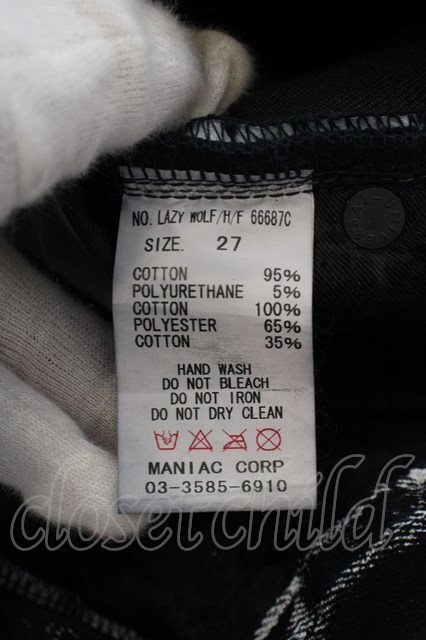 NO. LAZY WOLF/H/F 66687C
SIZE. 27
COTTON 95%
POLYURETHANE 5%
COTTON 100%
POLYESTER 65%
COTTON 35%
HAND WASH
DO NOT BLEACH
DO NOT IRON
DO NOT DRY CLEAN
MANIAC CORP
03-3585-6910
closet child